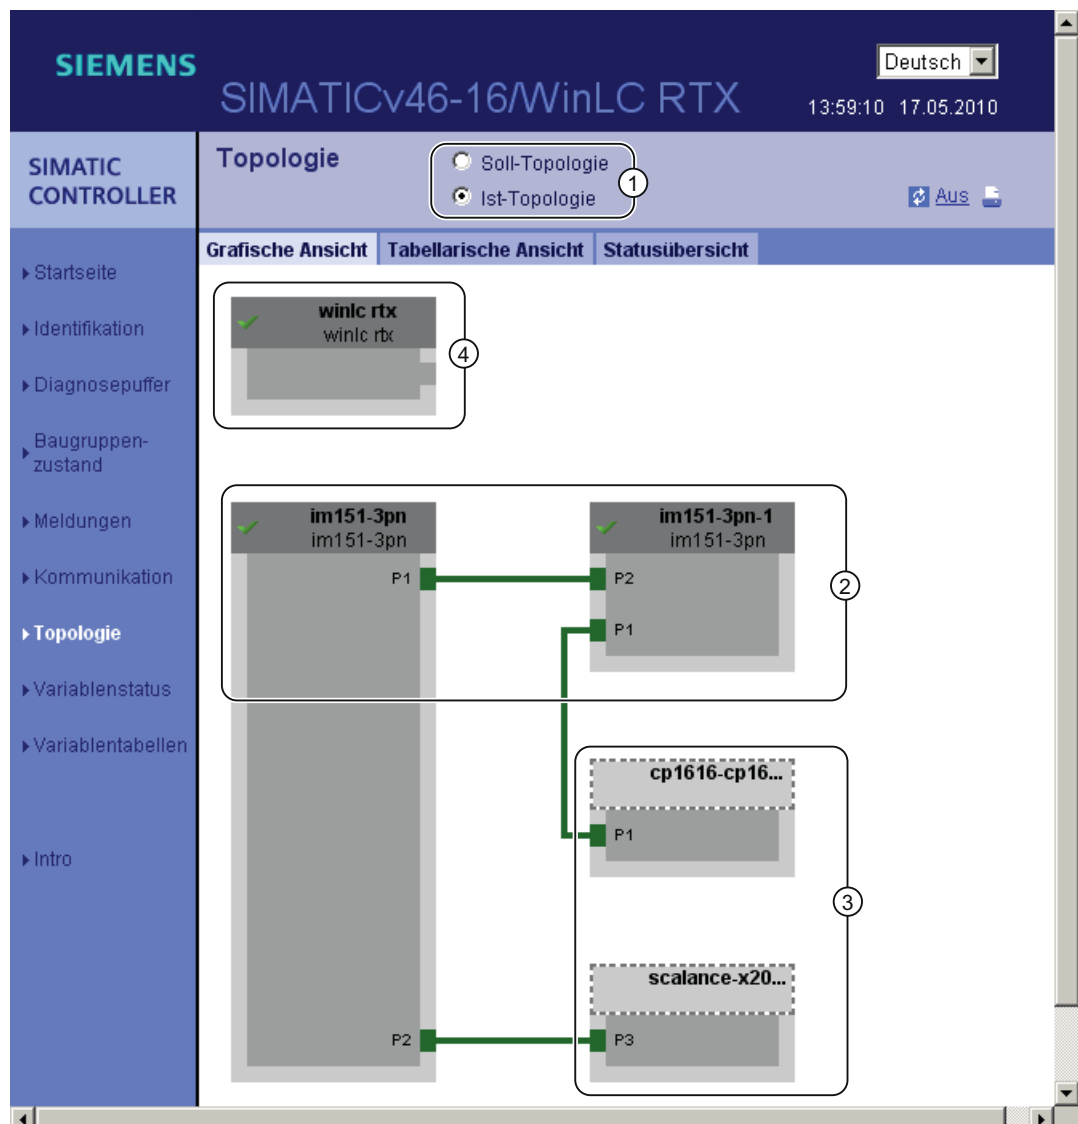 SIEMENS
SIMATICv46-16/WinLC RTX
Deutsch
13:59:10 17.05.2010
SIMATIC
CONTROLLER
Topologie
Soll-Topologie
Ist-Topologie
1
Aus
Grafische Ansicht Tabellarische Ansicht Statusübersicht
Startseite
Identifikation
Diagnosepuffer
Baugruppen-
zustand
Meldungen
Kommunikation
Topologie
Variablenstatus
Variablentabellen
Intro
winlc rtx
winlc rtx
4
im151-3pn
im151-3pn
P1
im151-3pn-1
im151-3pn
P2
P1
2
cp1616-cp16...
P1
3
scalance-x20...
P2
P3